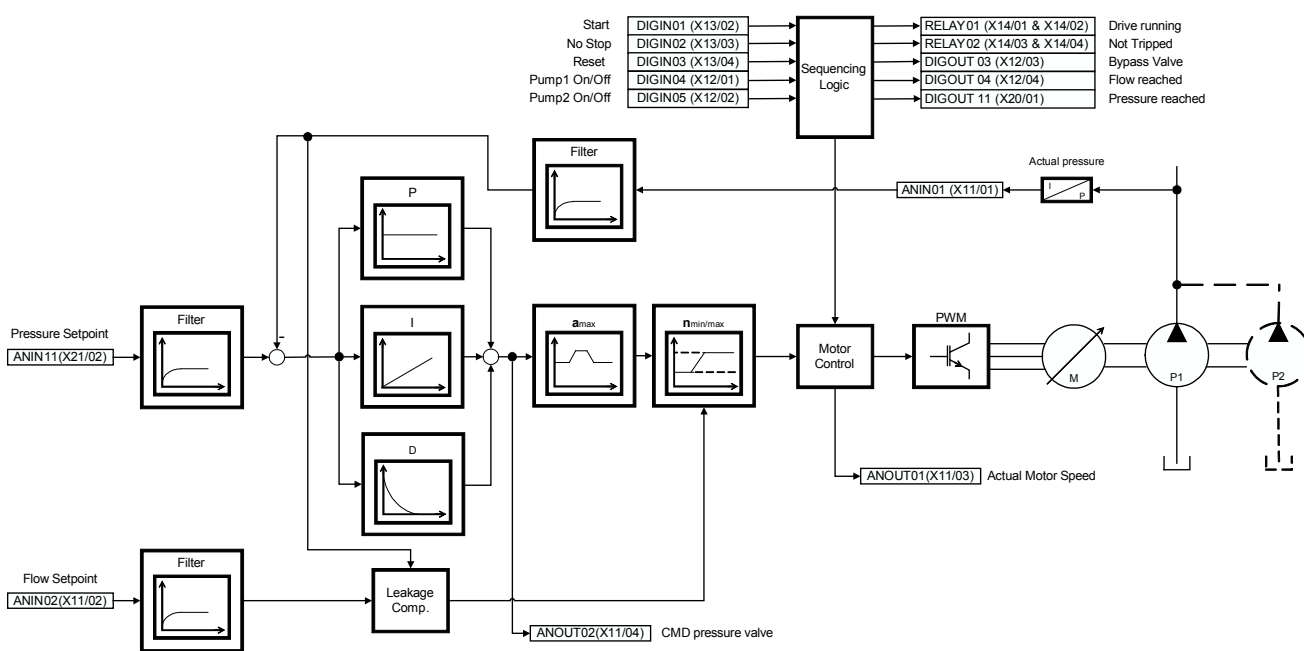 Start DIGIN01 (X13/02) RELAY01 (X14/01 & X14/02) Drive running
No Stop DIGIN02 (X13/03) RELAY02 (X14/03 & X14/04) Not Tripped
Reset DIGIN03 (X13/04) DIGOUT 03 (X12/03) Bypass Valve
Pump1 On/Off DIGIN04 (X12/01) DIGOUT 04 (X12/04) Flow reached
Pump2 On/Off DIGIN05 (X12/02) DIGOUT 11 (X20/01) Pressure reached
Sequencing
Logic
Filter
Actual pressure
ANIN01 (X11/01)
I
P
P
Pressure Setpoint
ANIN11(X21/02)
Filter
-
I
amax
nmin/max
Motor
Control
PWM
M
P1
P2
D
ANOUT01(X11/03) Actual Motor Speed
Flow Setpoint
ANIN02(X11/02)
Filter
Leakage
Comp.
ANOUT02(X11/04) CMD pressure valve